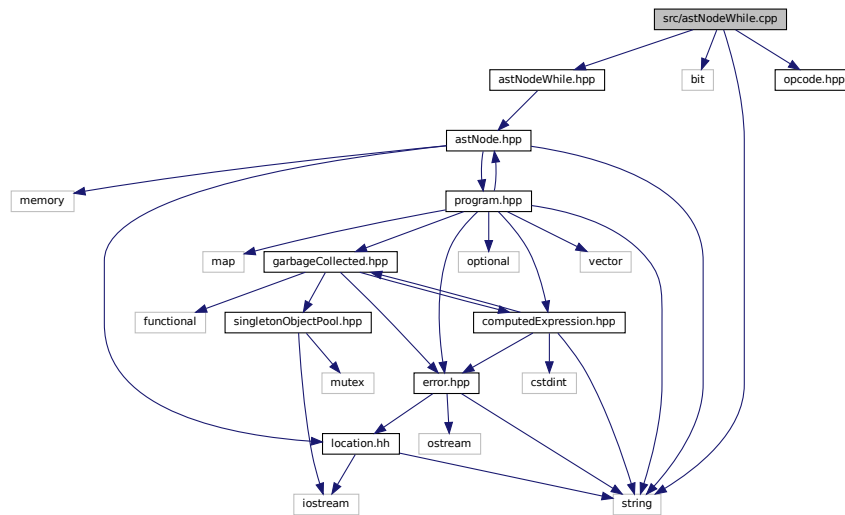 src/astNodeWhile.cpp
astNodeWhile.hpp
bit
opcode.hpp
astNode.hpp
memory
program.hpp
map
garbageCollected.hpp
optional
vector
functional
singletonObjectPool.hpp
computedExpression.hpp
mutex
error.hpp
cstdint
location.hh
ostream
iostream
string